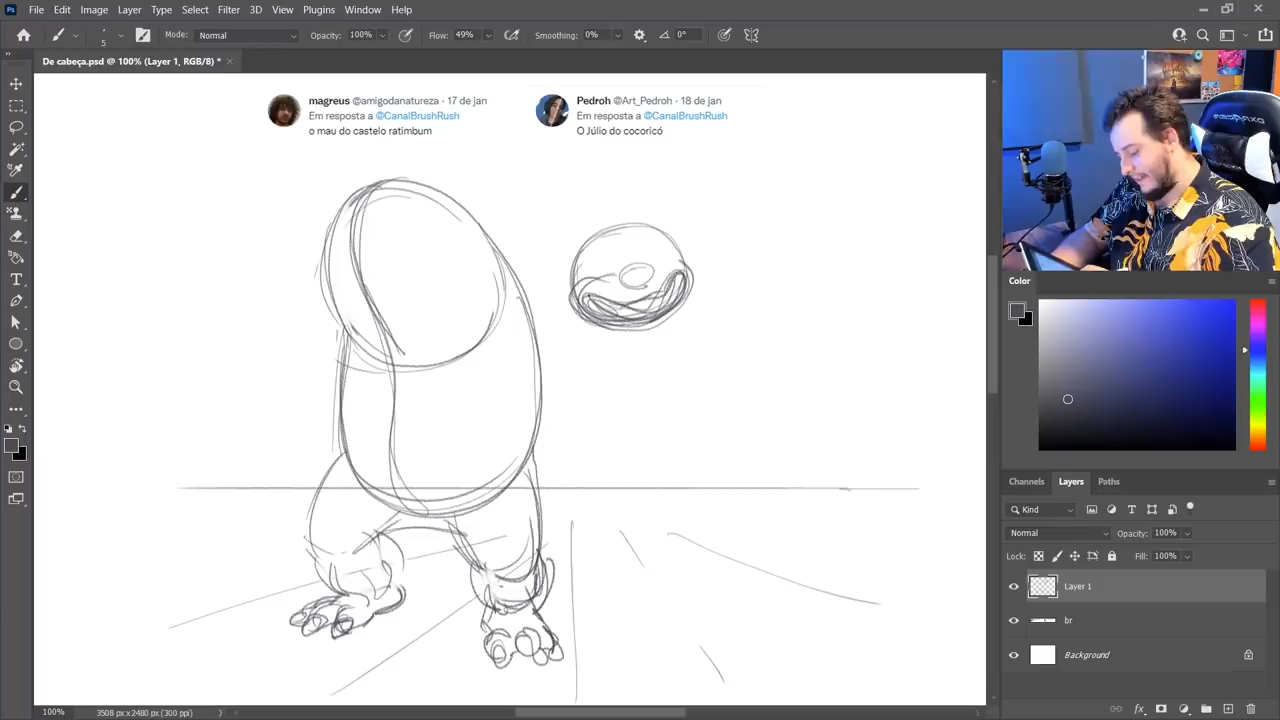 File Edit Image Layer Type Select Filter 3D View Plugins Window Help
5 Mode: Normal Opacity: 100% Flow: 49% Smoothing: 0% 0°
De cabeça.psd @ 100% (Layer 1, RGB/8) *
magreus @amigodanatureza · 17 de jan
Em resposta a @CanalBrushRush
o mau do castelo ratimbum
Pedroh @Art_Pedroh · 18 de jan
Em resposta a @CanalBrushRush
O Júlio do cocoricó
Color
Channels Layers Paths
Kind
Normal Opacity: 100%
Lock: Fill: 100%
Layer 1
br
Background
100% 3508 px x 2480 px (300 ppi)